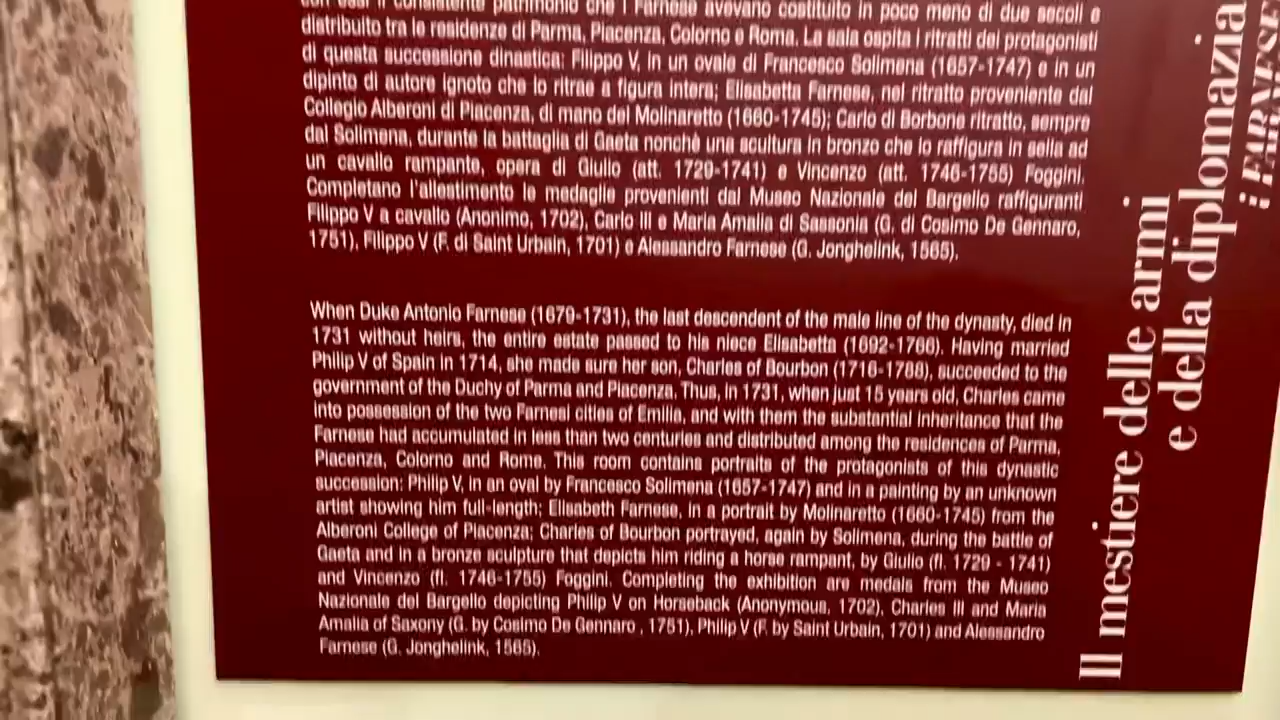 con essi il consistente patrimonio che i Farnese avevano costituito in poco meno di due secoli e
distribuito tra le residenze di Parma, Piacenza, Colorno e Roma. La sala ospita i ritratti dei protagonisti
di questa successione dinastica: Filippo V, in un ovale di Francesco Solimena (1657-1747) e in un
dipinto di autore ignoto che lo ritrae a figura intera; Elisabetta Farnese, nel ritratto proveniente dal
Collegio Alberoni di Piacenza, di mano del Molinaretto (1660-1745); Carlo di Borbone ritratto, sempre
dal Solimena, durante la battaglia di Gaeta nonchè una scultura in bronzo che lo raffigura in sella ad
un cavallo rampante, opera di Giulio (att. 1729-1741) e Vincenzo (att. 1746-1755) Foggini.
Completano l'allestimento le medaglie provenienti dal Museo Nazionale del Bargello raffiguranti
Filippo V a cavallo (Anonimo, 1702), Carlo III e Maria Amalia di Sassonia (G. di Cosimo De Gennaro,
1751), Filippo V (F. di Saint Urbain, 1701) e Alessandro Farnese (G. Jonghelink, 1565).
When Duke Antonio Farnese (1679-1731), the last descendent of the male line of the dynasty, died in
1731 without heirs, the entire estate passed to his niece Elisabetta (1692-1766). Having married
Philip V of Spain in 1714, she made sure her son, Charles of Bourbon (1716-1788), succeeded to the
government of the Duchy of Parma and Piacenza. Thus, in 1731, when just 15 years old, Charles came
into possession of the two Farnesi cities of Emilia, and with them the substantial inheritance that the
Farnese had accumulated in less than two centuries and distributed among the residences of Parma,
Piacenza, Colorno and Rome. This room contains portraits of the protagonists of this dynastic
succession: Philip V, in an oval by Francesco Solimena (1657-1747) and in a painting by an unknown
artist showing him full-length; Elisabeth Farnese, in a portrait by Molinaretto (1660-1745) from the
Alberoni College of Piacenza; Charles of Bourbon portrayed, again by Solimena, during the battle of
Gaeta and in a bronze sculpture that depicts him riding a horse rampant, by Giulio (fl. 1729 - 1741)
and Vincenzo (fl. 1746-1755) Foggini. Completing the exhibition are medals from the Museo
Nazionale del Bargello depicting Philip V on Horseback (Anonymous, 1702), Charles III and Maria
Amalia of Saxony (G. by Cosimo De Gennaro , 1751), Philip V (F. by Saint Urbain, 1701) and Alessandro
Farnese (G. Jonghelink, 1565).
Il mestiere delle armi
e della diplomazia
i FARNESE